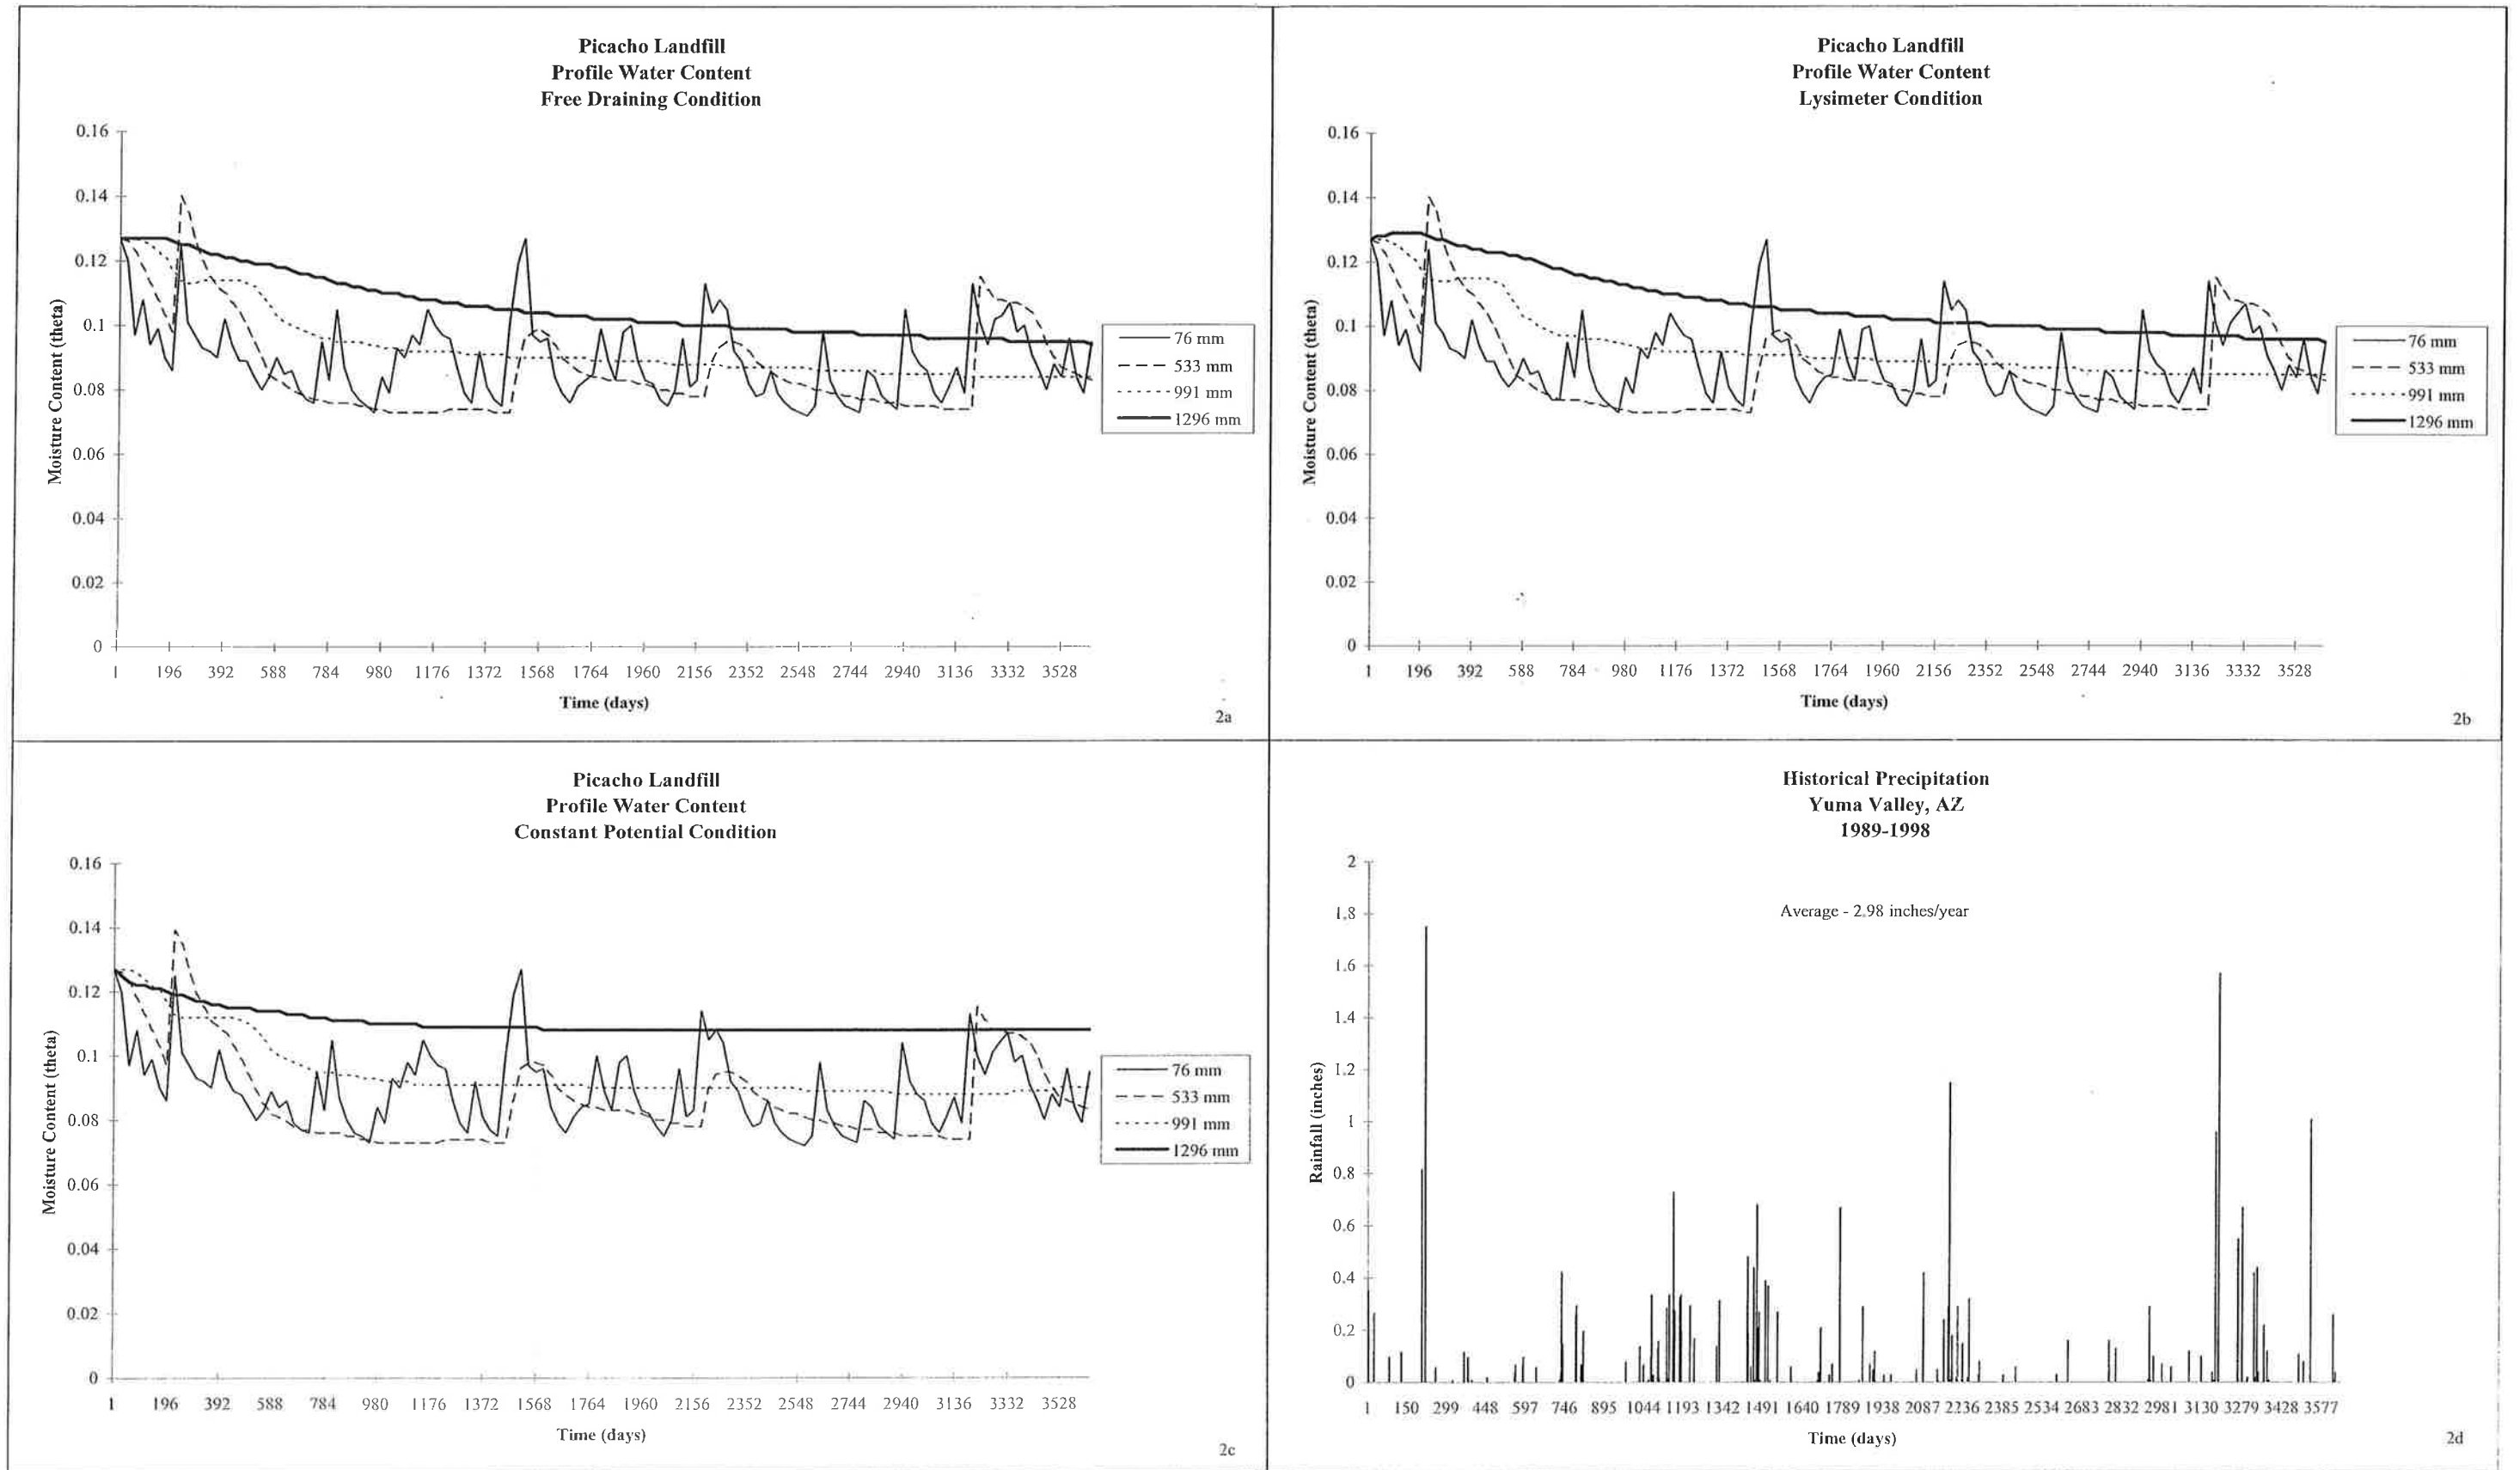 Picacho Landfill
Profile Water Content
Free Draining Condition
0.16
0.14
0.12
0.1
0.08
0.06
0.04
0.02
0
Moisture Content (theta)
1 196 392 588 784 980 1176 1372 1568 1764 1960 2156 2352 2548 2744 2940 3136 3332 3528
Time (days)
76 mm
533 mm
991 mm
1296 mm
2a
Picacho Landfill
Profile Water Content
Lysimeter Condition
0.16
0.14
0.12
0.1
0.08
0.06
0.04
0.02
0
Moisture Content (theta)
1 196 392 588 784 980 1176 1372 1568 1764 1960 2156 2352 2548 2744 2940 3136 3332 3528
Time (days)
76 mm
533 mm
991 mm
1296 mm
2b
Picacho Landfill
Profile Water Content
Constant Potential Condition
0.16
0.14
0.12
0.1
0.08
0.06
0.04
0.02
0
Moisture Content (theta)
1 196 392 588 784 980 1176 1372 1568 1764 1960 2156 2352 2548 2744 2940 3136 3332 3528
Time (days)
76 mm
533 mm
991 mm
1296 mm
2c
Historical Precipitation
Yuma Valley, AZ
1989-1998
Average - 2.98 inches/year
2
1.8
1.6
1.4
1.2
1
0.8
0.6
0.4
0.2
0
Rainfall (inches)
1 150 299 448 597 746 895 1044 1193 1342 1491 1640 1789 1938 2087 2236 2385 2534 2683 2832 2981 3130 3279 3428 3577
Time (days)
2d